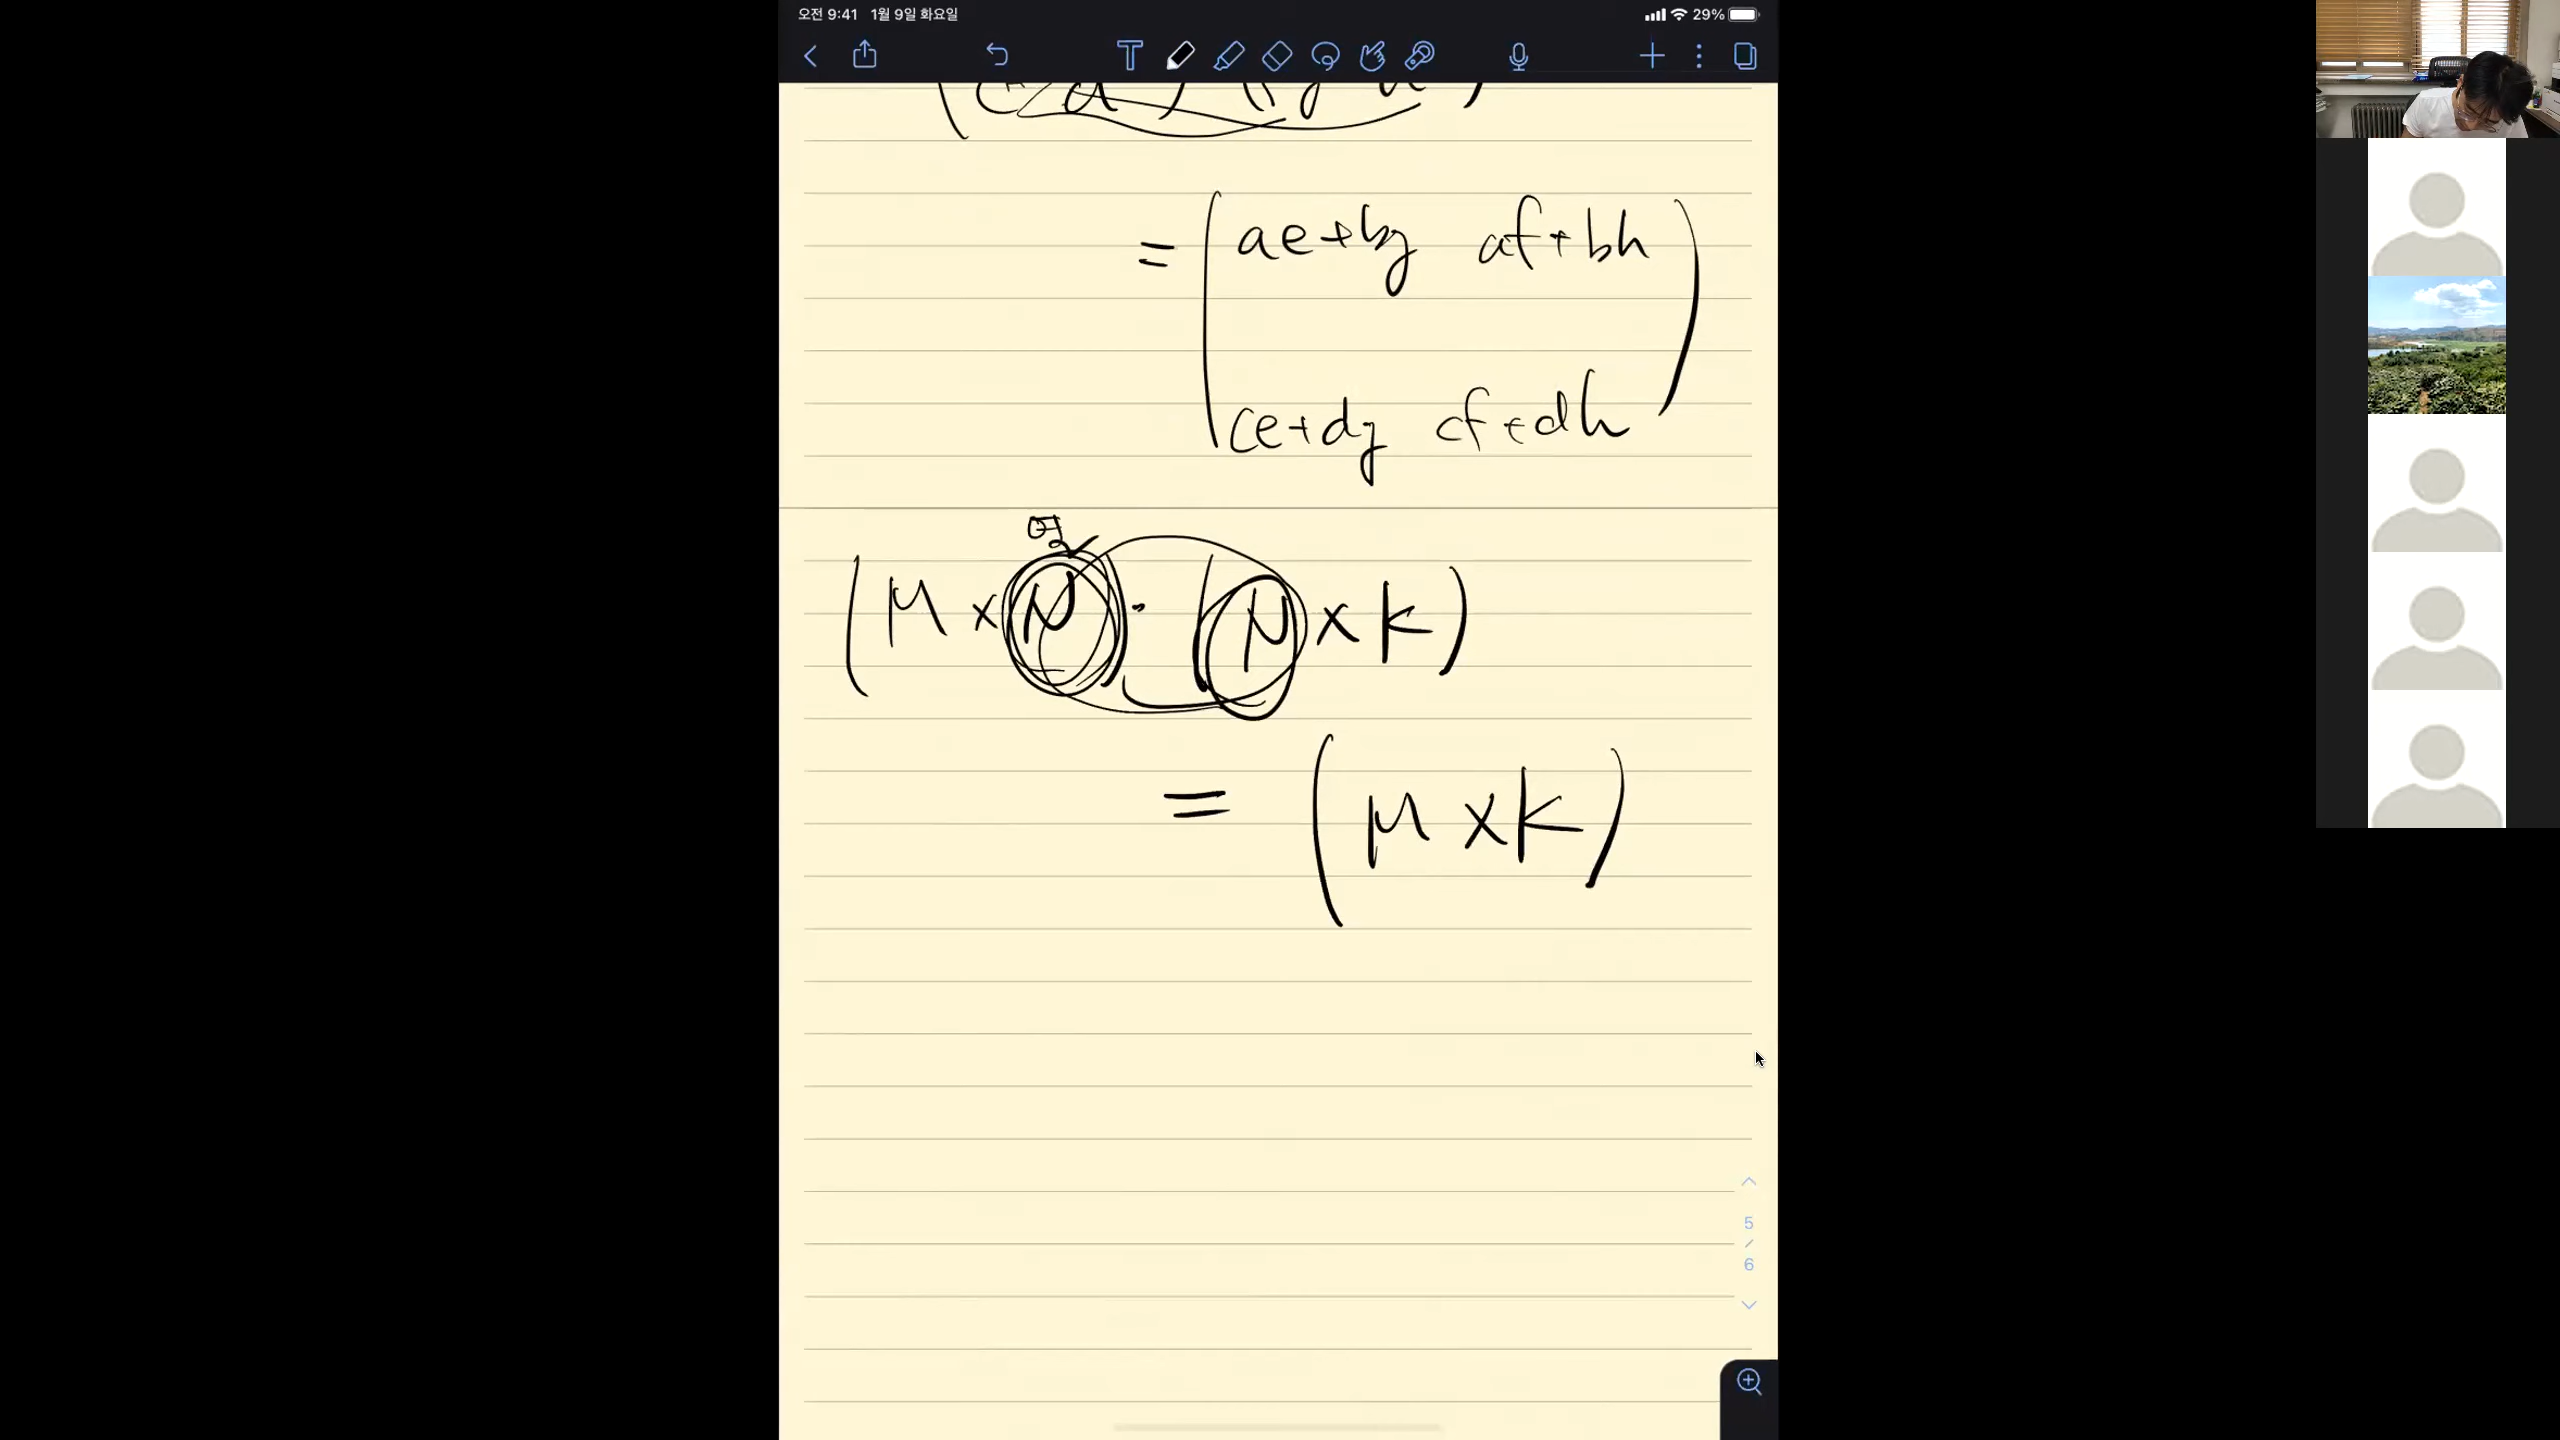 오전 9:41 1월 9일 화요일 29%
= ( ae+bg af+bh
ce+dg cf+dh )
열
(M×N)·(N×K)
= (M×K)
5
/
6